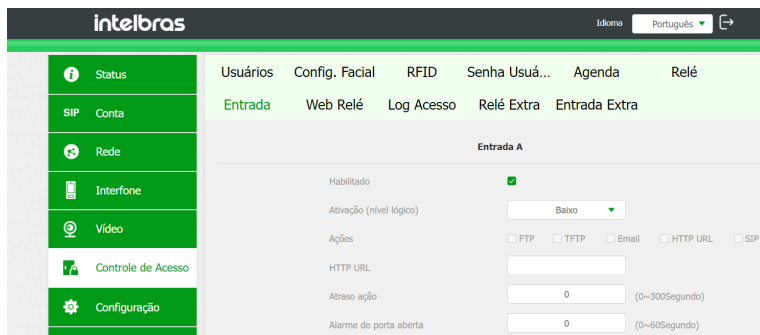 intelbras
Idioma Português
Status
SIP Conta
Rede
Interfone
Vídeo
Controle de Acesso
Configuração
Usuários Config. Facial RFID Senha Usuá... Agenda Relé
Entrada Web Relé Log Acesso Relé Extra Entrada Extra
Entrada A
Habilitado
Ativação (nível lógico) Baixo
Ações FTP TFTP Email HTTP URL SIP
HTTP URL
Atraso ação 0 (0~300Segundo)
Alarme de porta aberta 0 (0~60Segundo)